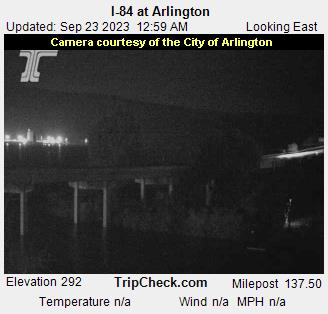 I-84 at Arlington
Updated: Sep 23 2023 12:59 AM Looking East
Camera courtesy of the City of Arlington
Elevation 292 TripCheck.com Milepost 137.50
Temperature n/a Wind n/a MPH n/a